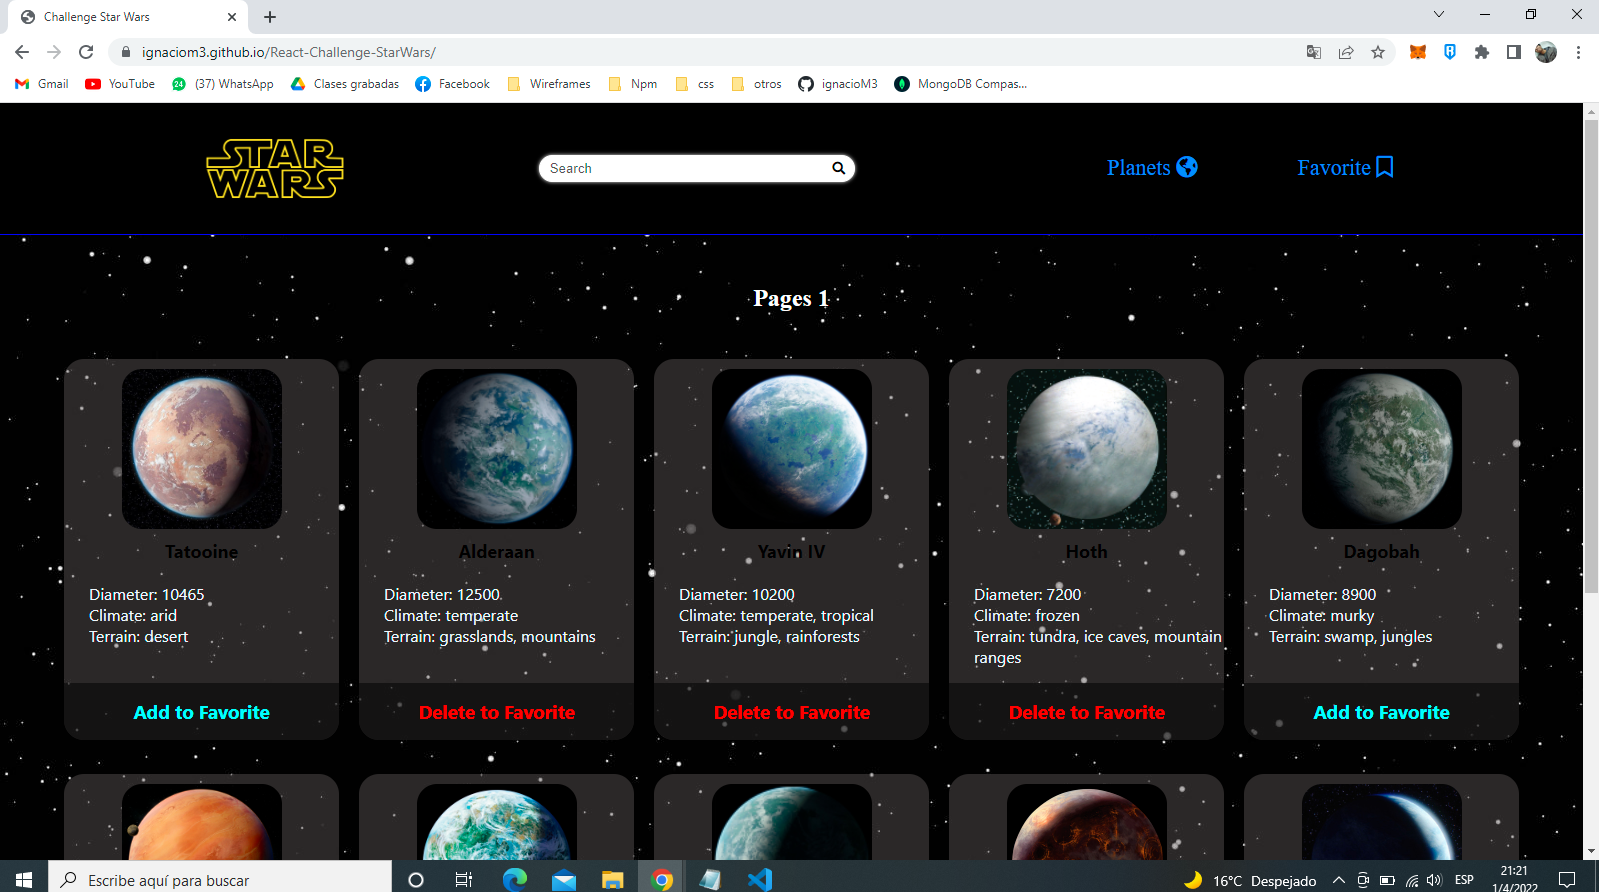 Challenge Star Wars
ignaciom3.github.io/React-Challenge-StarWars/
Gmail
YouTube
24
(37) WhatsApp
Clases grabadas
Facebook
Wireframes
Npm
css
otros
ignacioM3
MongoDB Compas...
STAR
WARS
Search
Planets
Favorite
Pages 1
Tatooine
Diameter: 10465
Climate: arid
Terrain: desert
Add to Favorite
Alderaan
Diameter: 12500
Climate: temperate
Terrain: grasslands, mountains
Delete to Favorite
Yavin IV
Diameter: 10200
Climate: temperate, tropical
Terrain: jungle, rainforests
Delete to Favorite
Hoth
Diameter: 7200
Climate: frozen
Terrain: tundra, ice caves, mountain
ranges
Delete to Favorite
Dagobah
Diameter: 8900
Climate: murky
Terrain: swamp, jungles
Add to Favorite
Escribe aquí para buscar
16°C Despejado
ESP
21:21
1/4/2022